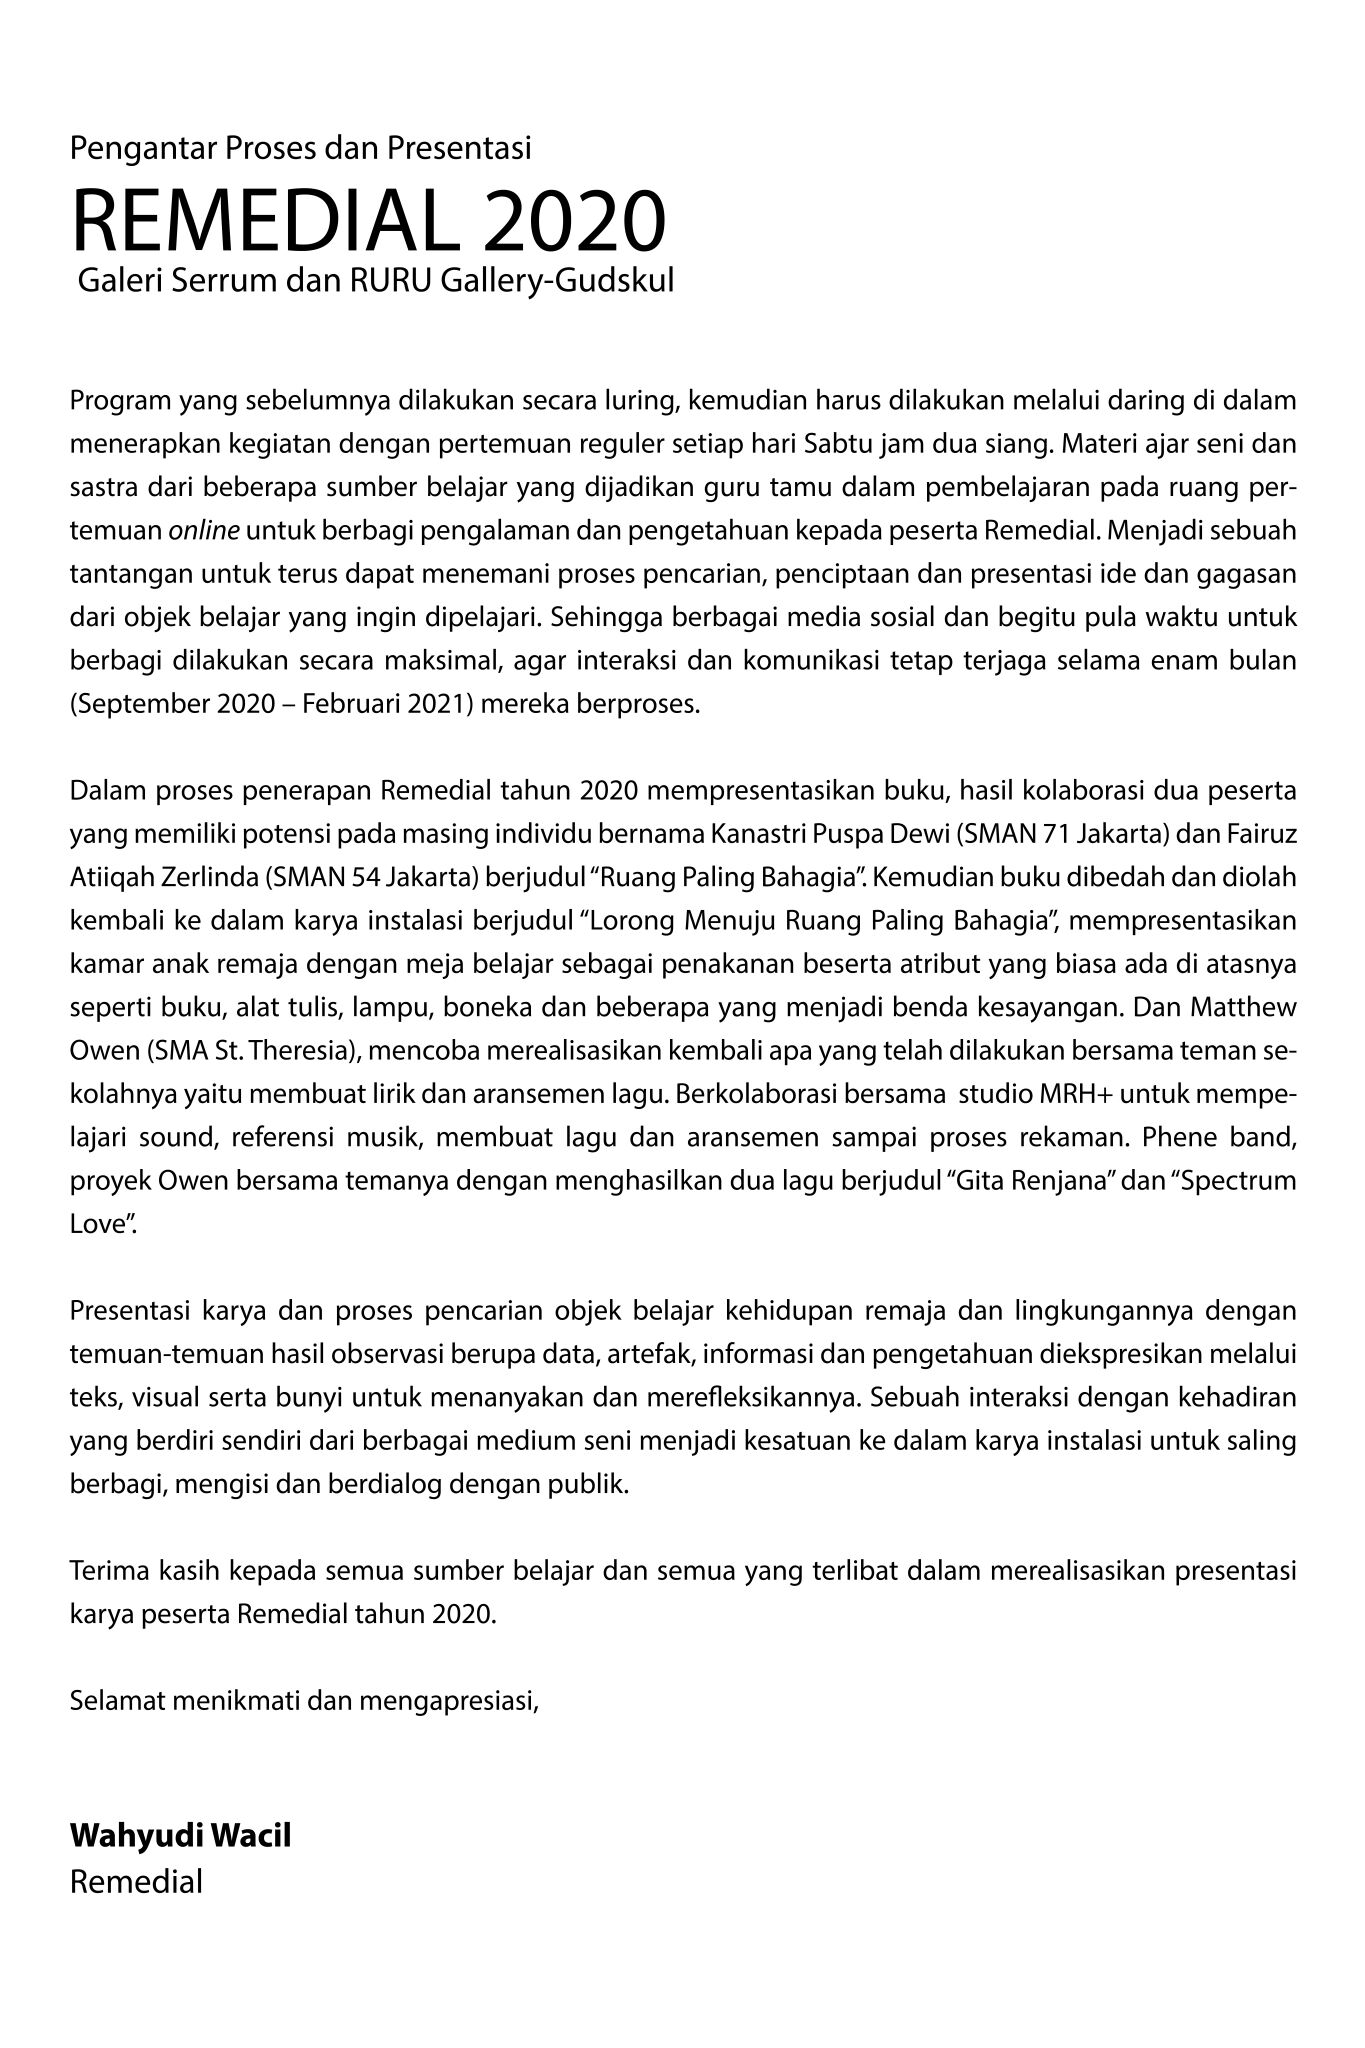 Pengantar Proses dan Presentasi
REMEDIAL 2020
Galeri Serrum dan RURU Gallery-Gudskul
Program yang sebelumnya dilakukan secara luring, kemudian harus dilakukan melalui daring di dalam
menerapkan kegiatan dengan pertemuan reguler setiap hari Sabtu jam dua siang. Materi ajar seni dan
sastra dari beberapa sumber belajar yang dijadikan guru tamu dalam pembelajaran pada ruang per-
temuan online untuk berbagi pengalaman dan pengetahuan kepada peserta Remedial. Menjadi sebuah
tantangan untuk terus dapat menemani proses pencarian, penciptaan dan presentasi ide dan gagasan
dari objek belajar yang ingin dipelajari. Sehingga berbagai media sosial dan begitu pula waktu untuk
berbagi dilakukan secara maksimal, agar interaksi dan komunikasi tetap terjaga selama enam bulan
(September 2020 – Februari 2021) mereka berproses.
Dalam proses penerapan Remedial tahun 2020 mempresentasikan buku, hasil kolaborasi dua peserta
yang memiliki potensi pada masing individu bernama Kanastri Puspa Dewi (SMAN 71 Jakarta) dan Fairuz
Atiiqah Zerlinda (SMAN 54 Jakarta) berjudul “Ruang Paling Bahagia”. Kemudian buku dibedah dan diolah
kembali ke dalam karya instalasi berjudul “Lorong Menuju Ruang Paling Bahagia”, mempresentasikan
kamar anak remaja dengan meja belajar sebagai penakanan beserta atribut yang biasa ada di atasnya
seperti buku, alat tulis, lampu, boneka dan beberapa yang menjadi benda kesayangan. Dan Matthew
Owen (SMA St. Theresia), mencoba merealisasikan kembali apa yang telah dilakukan bersama teman se-
kolahnya yaitu membuat lirik dan aransemen lagu. Berkolaborasi bersama  studio MRH+ untuk mempe-
lajari sound, referensi musik, membuat lagu dan aransemen sampai proses rekaman. Phene band,
proyek Owen bersama temanya dengan menghasilkan dua lagu berjudul “Gita Renjana” dan “Spectrum
Love”.
Presentasi karya dan proses pencarian objek belajar kehidupan remaja dan lingkungannya dengan
temuan-temuan hasil observasi berupa data, artefak, informasi dan pengetahuan diekspresikan melalui
teks, visual serta bunyi untuk menanyakan dan merefleksikannya. Sebuah interaksi dengan kehadiran
yang berdiri sendiri dari berbagai medium seni menjadi kesatuan ke dalam karya instalasi untuk saling
berbagi, mengisi dan berdialog dengan publik.
Terima kasih kepada semua sumber belajar dan semua yang terlibat dalam merealisasikan presentasi
karya peserta Remedial tahun 2020.
Selamat menikmati dan mengapresiasi,
Wahyudi Wacil
Remedial